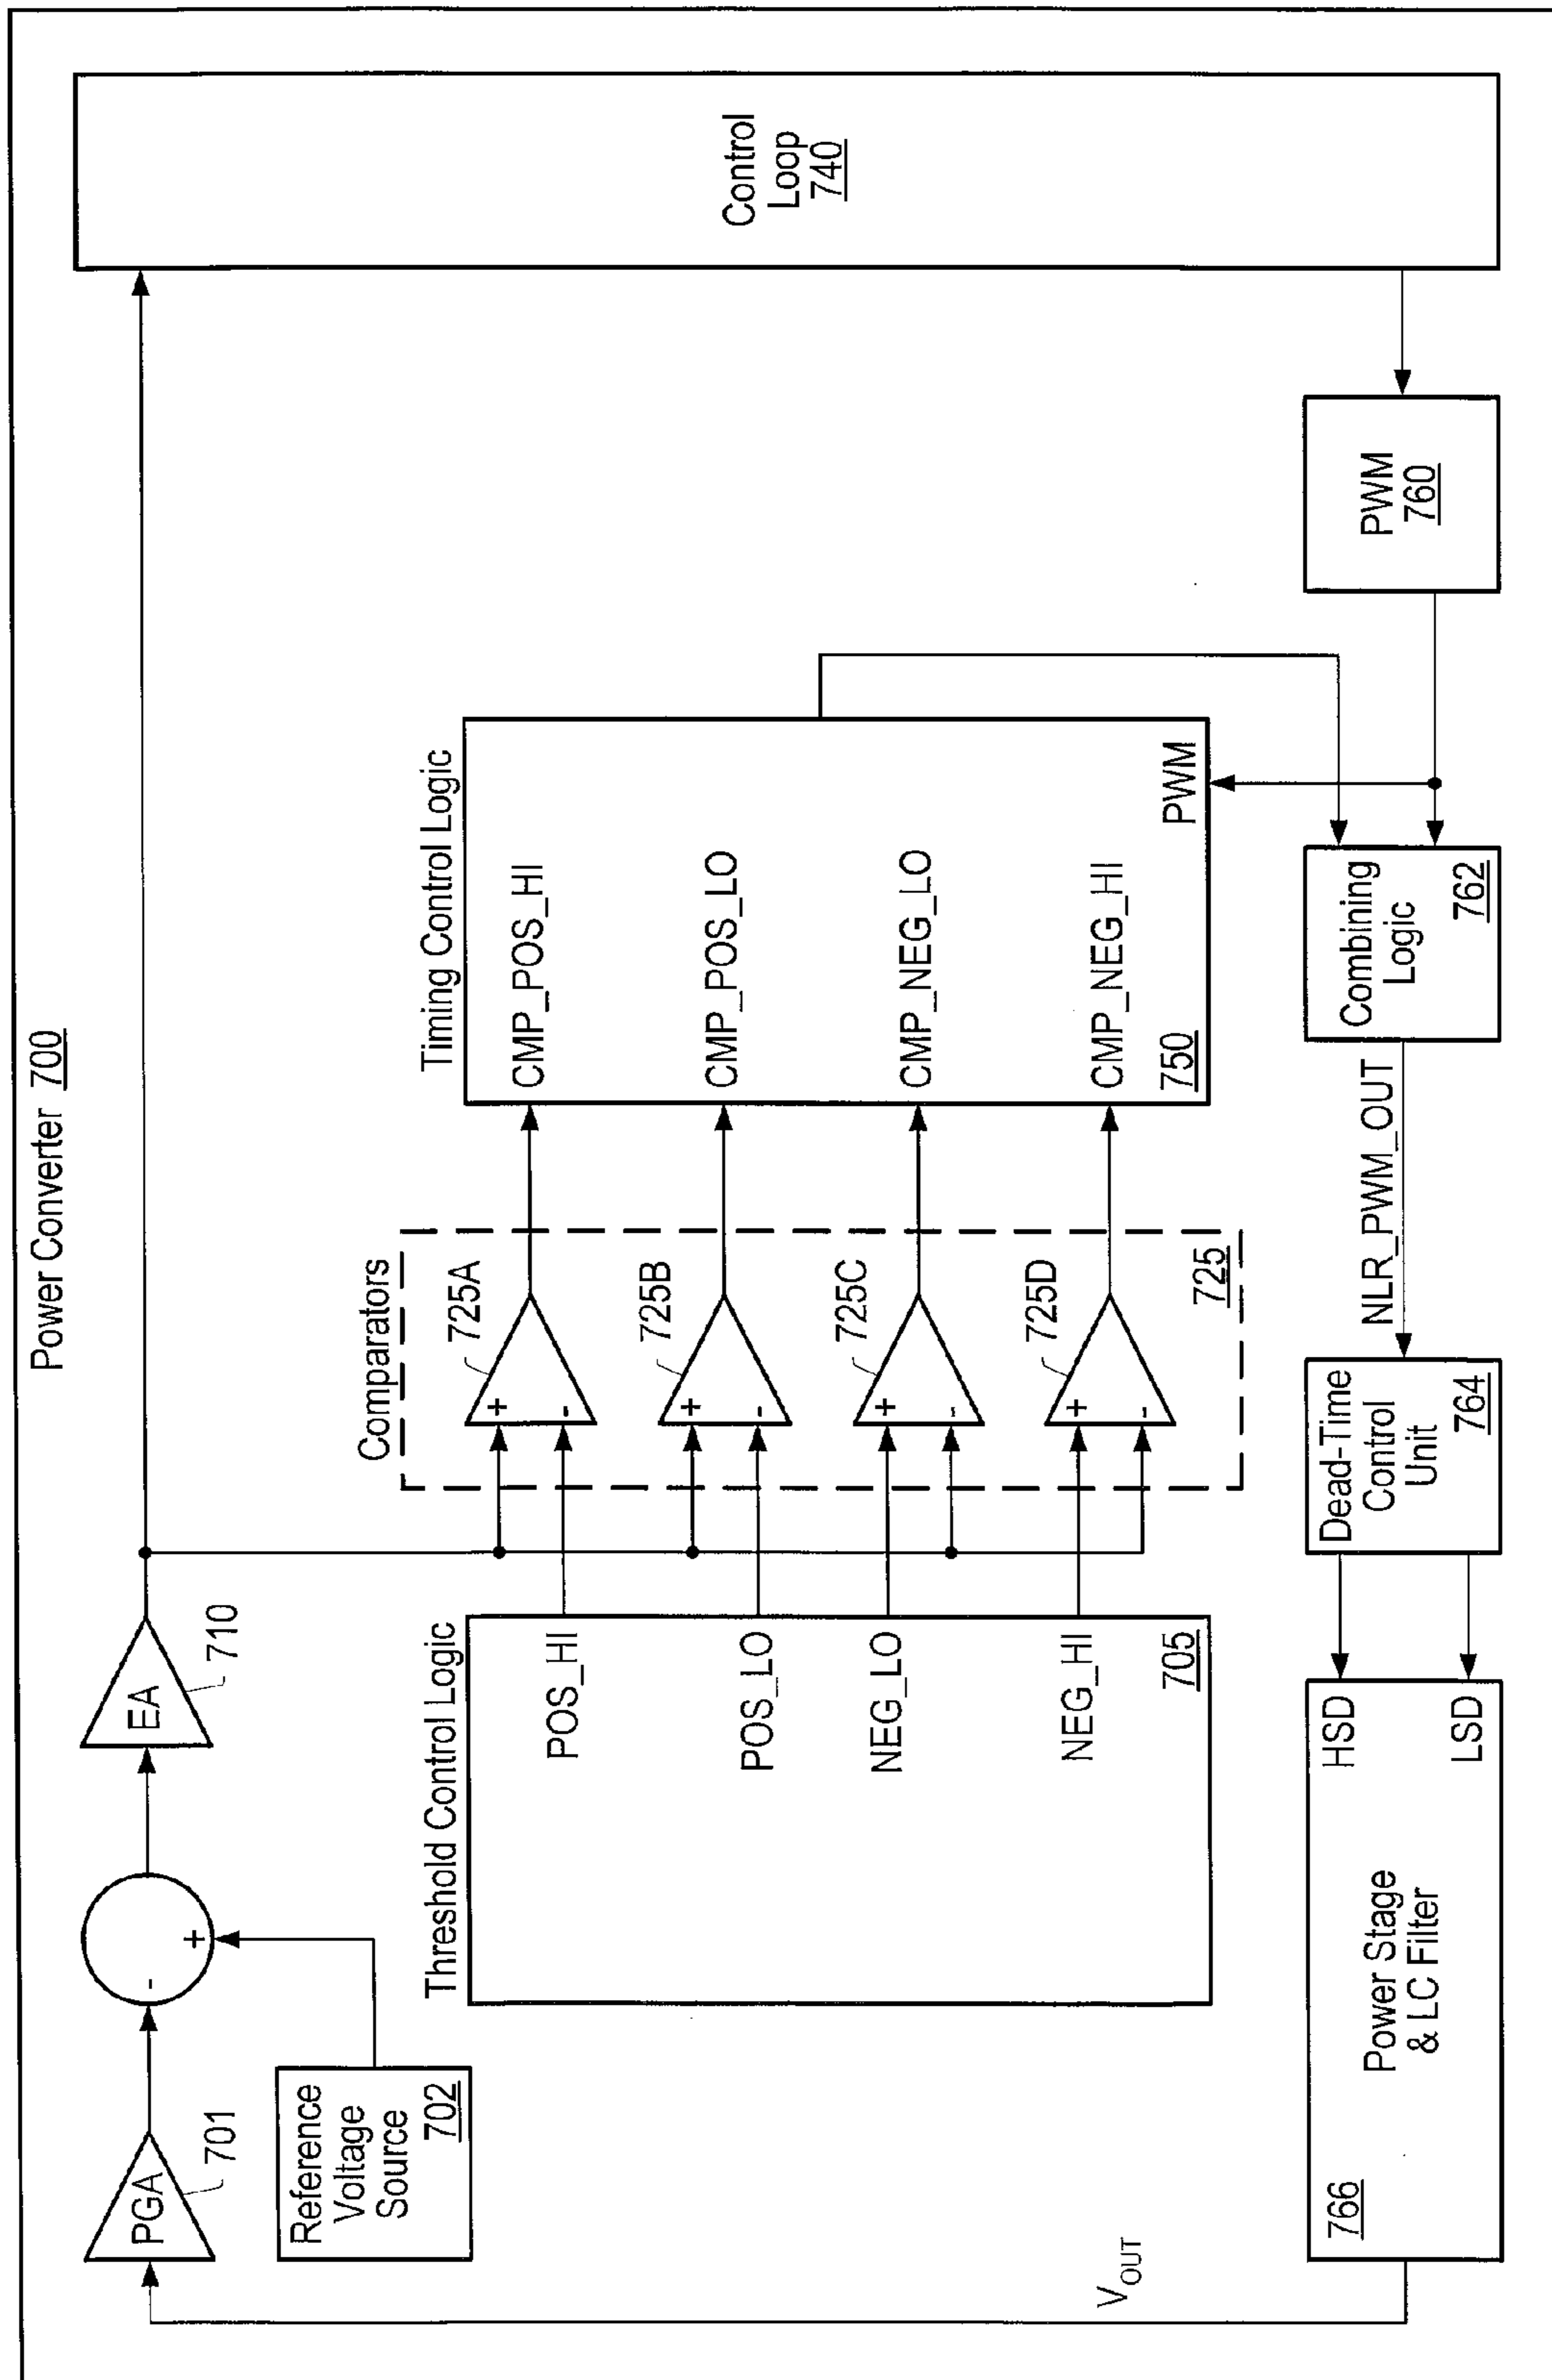 Power Converter 700
PGA
701
Reference
Voltage
Source
702
-
+
EA
710
Control
Loop
740
Threshold Control Logic
POS_HI
POS_LO
NEG_LO
NEG_HI
705
Comparators
725A
+
-
725B
+
-
725C
+
-
725D
+
-
725
Timing Control Logic
CMP_POS_HI
CMP_POS_LO
CMP_NEG_LO
CMP_NEG_HI
750
PWM
PWM
760
Combining
Logic
762
NLR_PWM_OUT
Dead-Time
Control
Unit
764
HSD
LSD
Power Stage
& LC Filter
766
VOUT